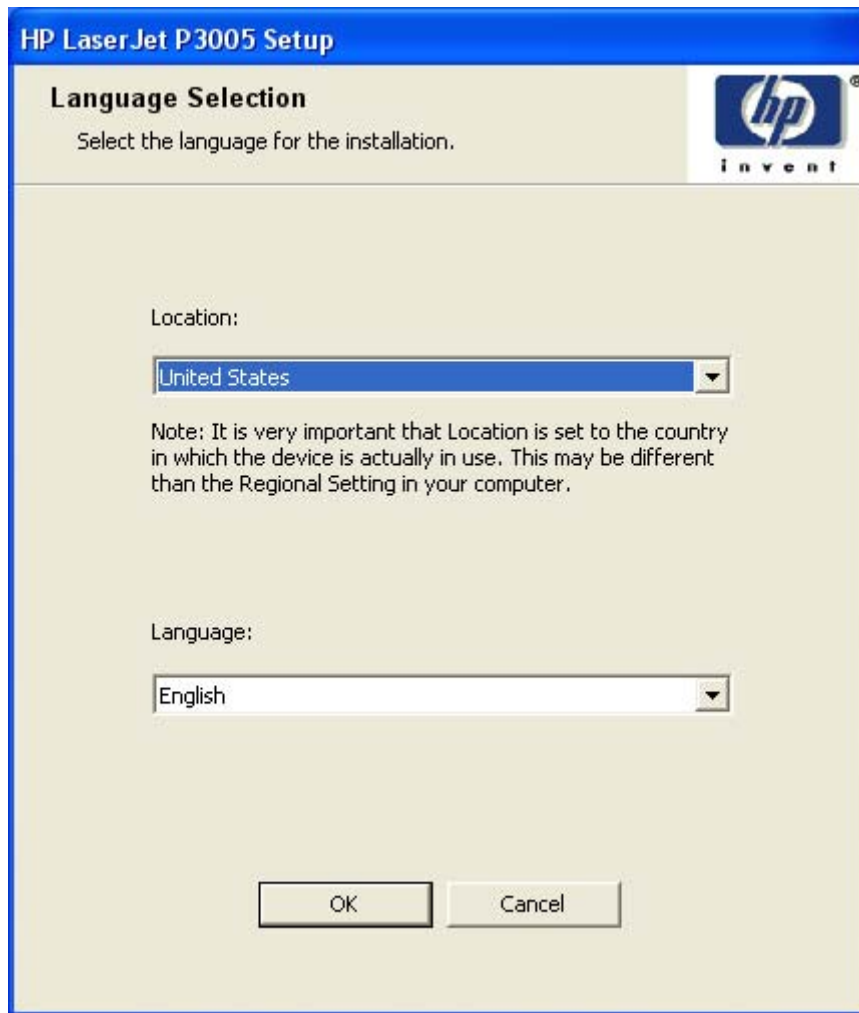 HP LaserJet P3005 Setup
Language Selection
Select the language for the installation.
hp
®
invent
Location:
United States
Note: It is very important that Location is set to the country
in which the device is actually in use. This may be different
than the Regional Setting in your computer.
Language:
English
OK
Cancel